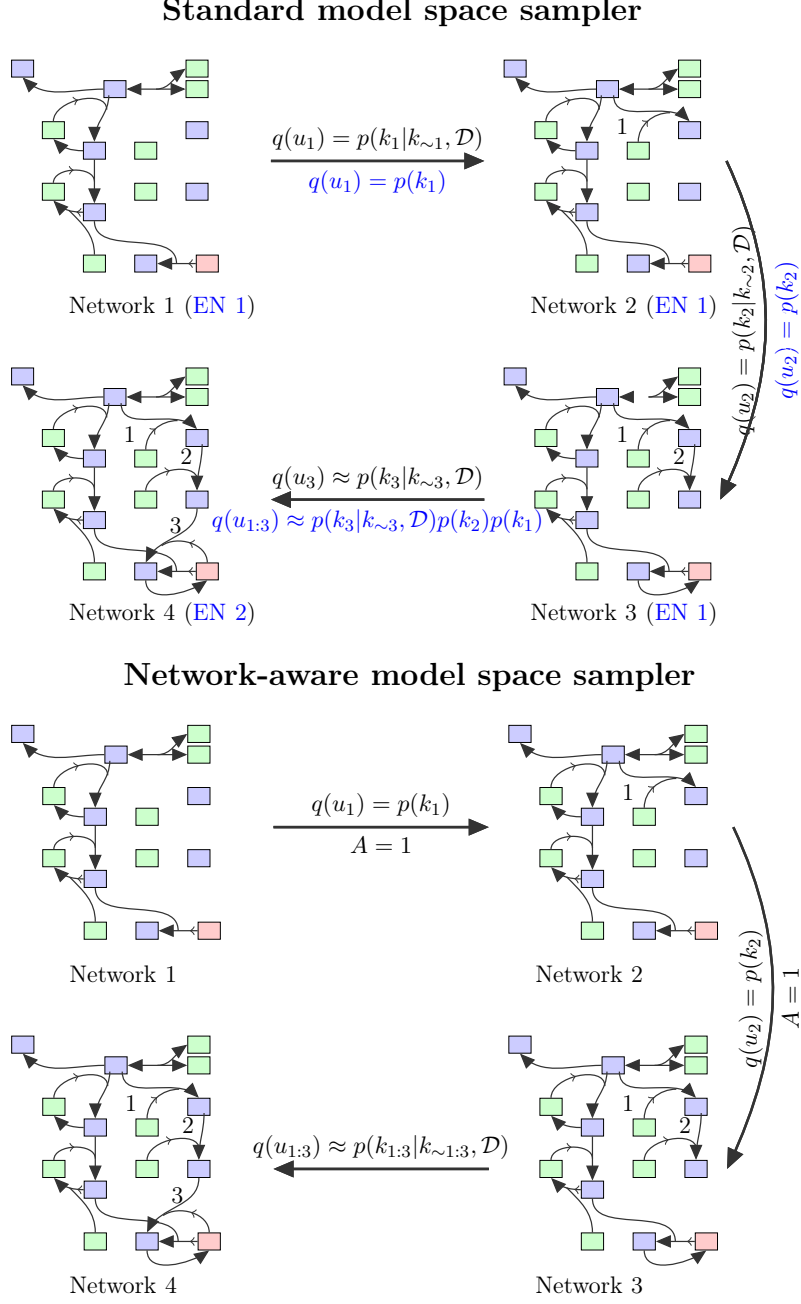 Standard model space sampler
1
q(u₁) = p(k₁|k∼₁, 𝒟)
q(u₁) = p(k₁)
Network 1 (EN 1)
Network 2 (EN 1)
q(u₂) = p(k₂|k∼₂, 𝒟)
q(u₂) = p(k₂)
1
2
3
q(u₃) ≈ p(k₃|k∼₃, 𝒟)
q(u₁:₃) ≈ p(k₃|k∼₃, 𝒟)p(k₂)p(k₁)
1
2
Network 4 (EN 2)
Network 3 (EN 1)
Network-aware model space sampler
1
q(u₁) = p(k₁)
A = 1
Network 1
Network 2
q(u₂) = p(k₂)
A = 1
1
2
3
q(u₁:₃) ≈ p(k₁:₃|k∼₁:₃, 𝒟)
1
2
Network 4
Network 3